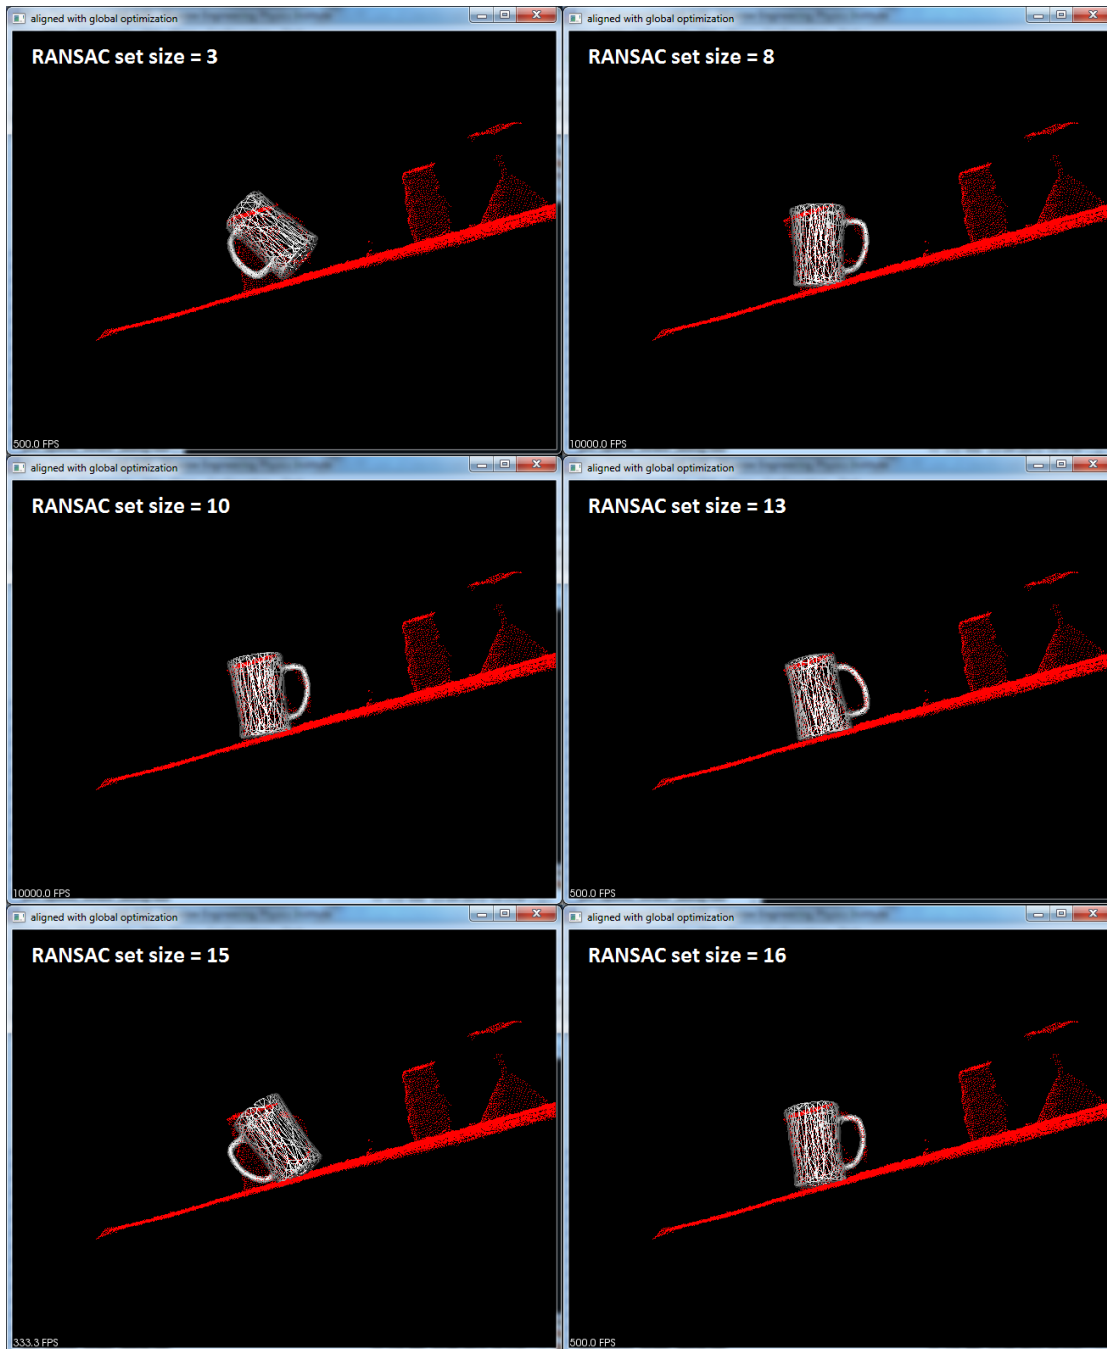 aligned with global optimization
RANSAC set size = 3
500.0 FPS
aligned with global optimization
RANSAC set size = 8
10000.0 FPS
aligned with global optimization
RANSAC set size = 10
10000.0 FPS
aligned with global optimization
RANSAC set size = 13
500.0 FPS
aligned with global optimization
RANSAC set size = 15
333.3 FPS
aligned with global optimization
RANSAC set size = 16
500.0 FPS